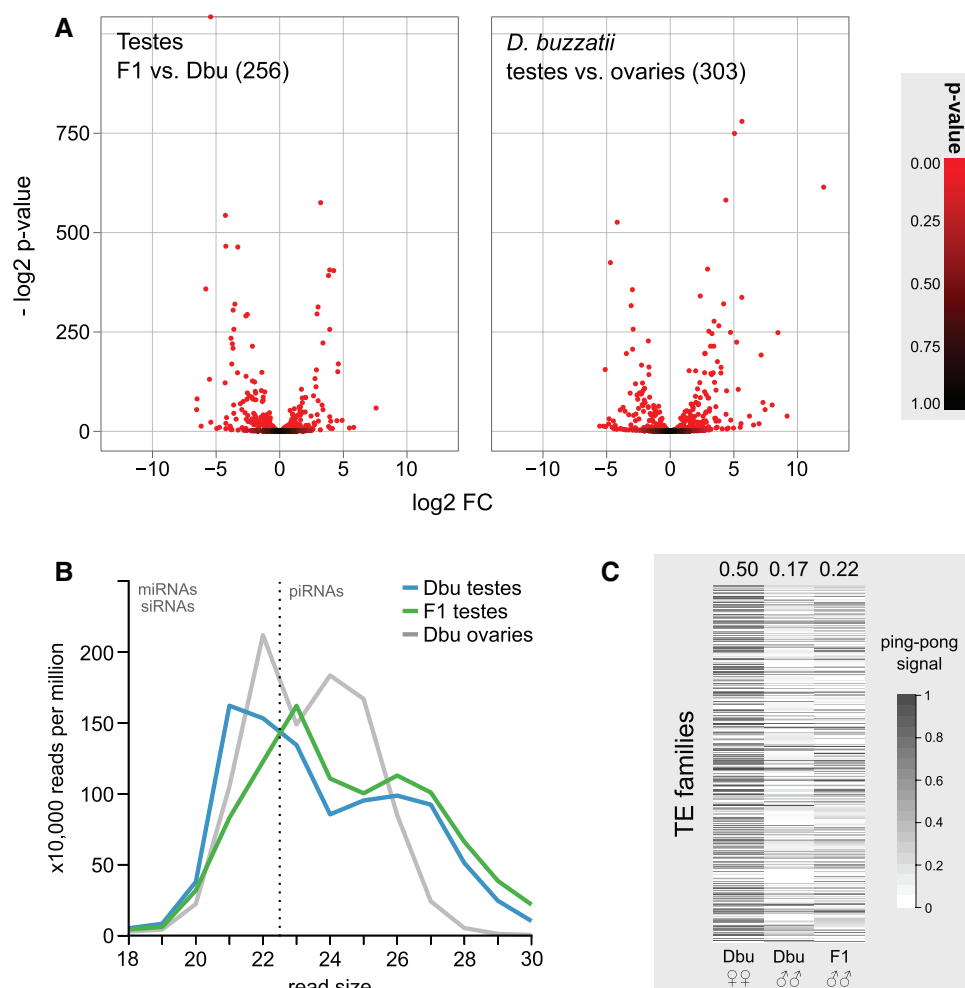 A
Testes
F1 vs. Dbu (256)
D. buzzatii
testes vs. ovaries (303)
- log2 p-value
750
500
250
0
−10 −5 0 5 10
−10 −5 0 5 10
log2 FC
p-value
0.00
0.25
0.50
0.75
1.00
B
miRNAs
siRNAs
piRNAs
Dbu testes
F1 testes
Dbu ovaries
x10,000 reads per million
200
150
100
50
0
18 20 22 24 26 28 30
read size
C
0.50 0.17 0.22
TE families
ping-pong
signal
1
0.8
0.6
0.4
0.2
0
Dbu Dbu F1
♀♀ ♂♂ ♂♂